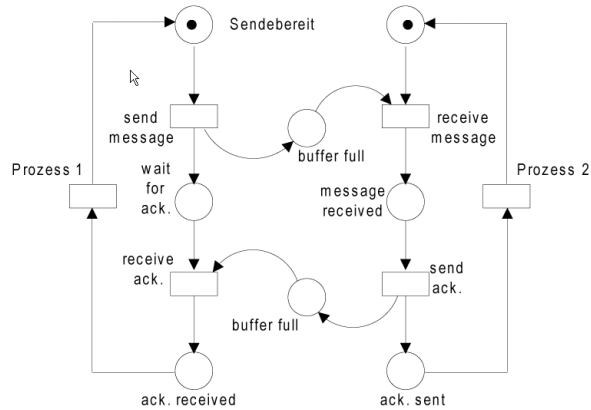 Sendebereit
send
message
receive
message
buffer full
Prozess 1
wait
for
ack.
message
received
Prozess 2
receive
ack.
send
ack.
buffer full
ack. received
ack. sent